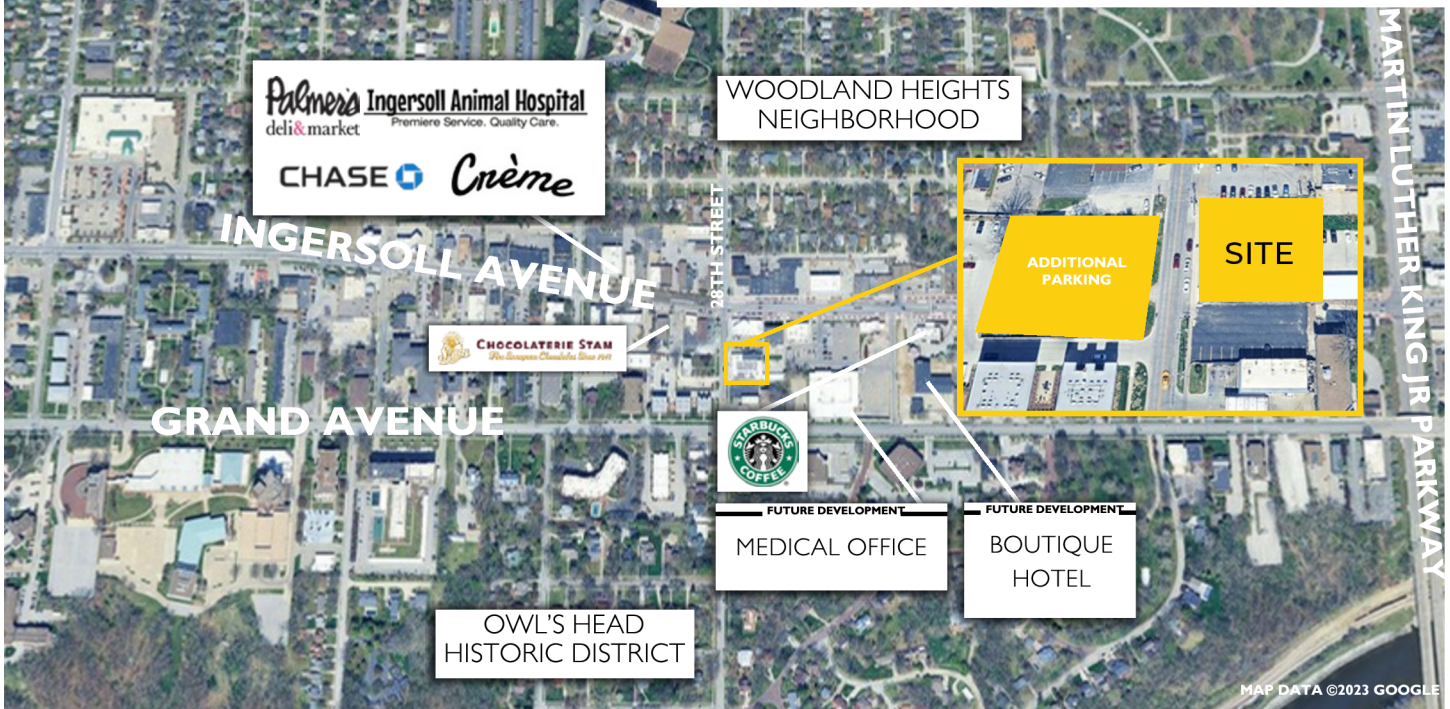 Palmer's
deli&market
Ingersoll Animal Hospital
Premiere Service. Quality Care.
CHASE
Crème
WOODLAND HEIGHTS
NEIGHBORHOOD
MARTIN LUTHER KING JR PARKWAY
INGERSOLL AVENUE
28TH STREET
ADDITIONAL
PARKING
SITE
CHOCOLATERIE STAM
GRAND AVENUE
STARBUCKS
COFFEE
FUTURE DEVELOPMENT
MEDICAL OFFICE
FUTURE DEVELOPMENT
BOUTIQUE
HOTEL
OWL'S HEAD
HISTORIC DISTRICT
MAP DATA ©2023 GOOGLE